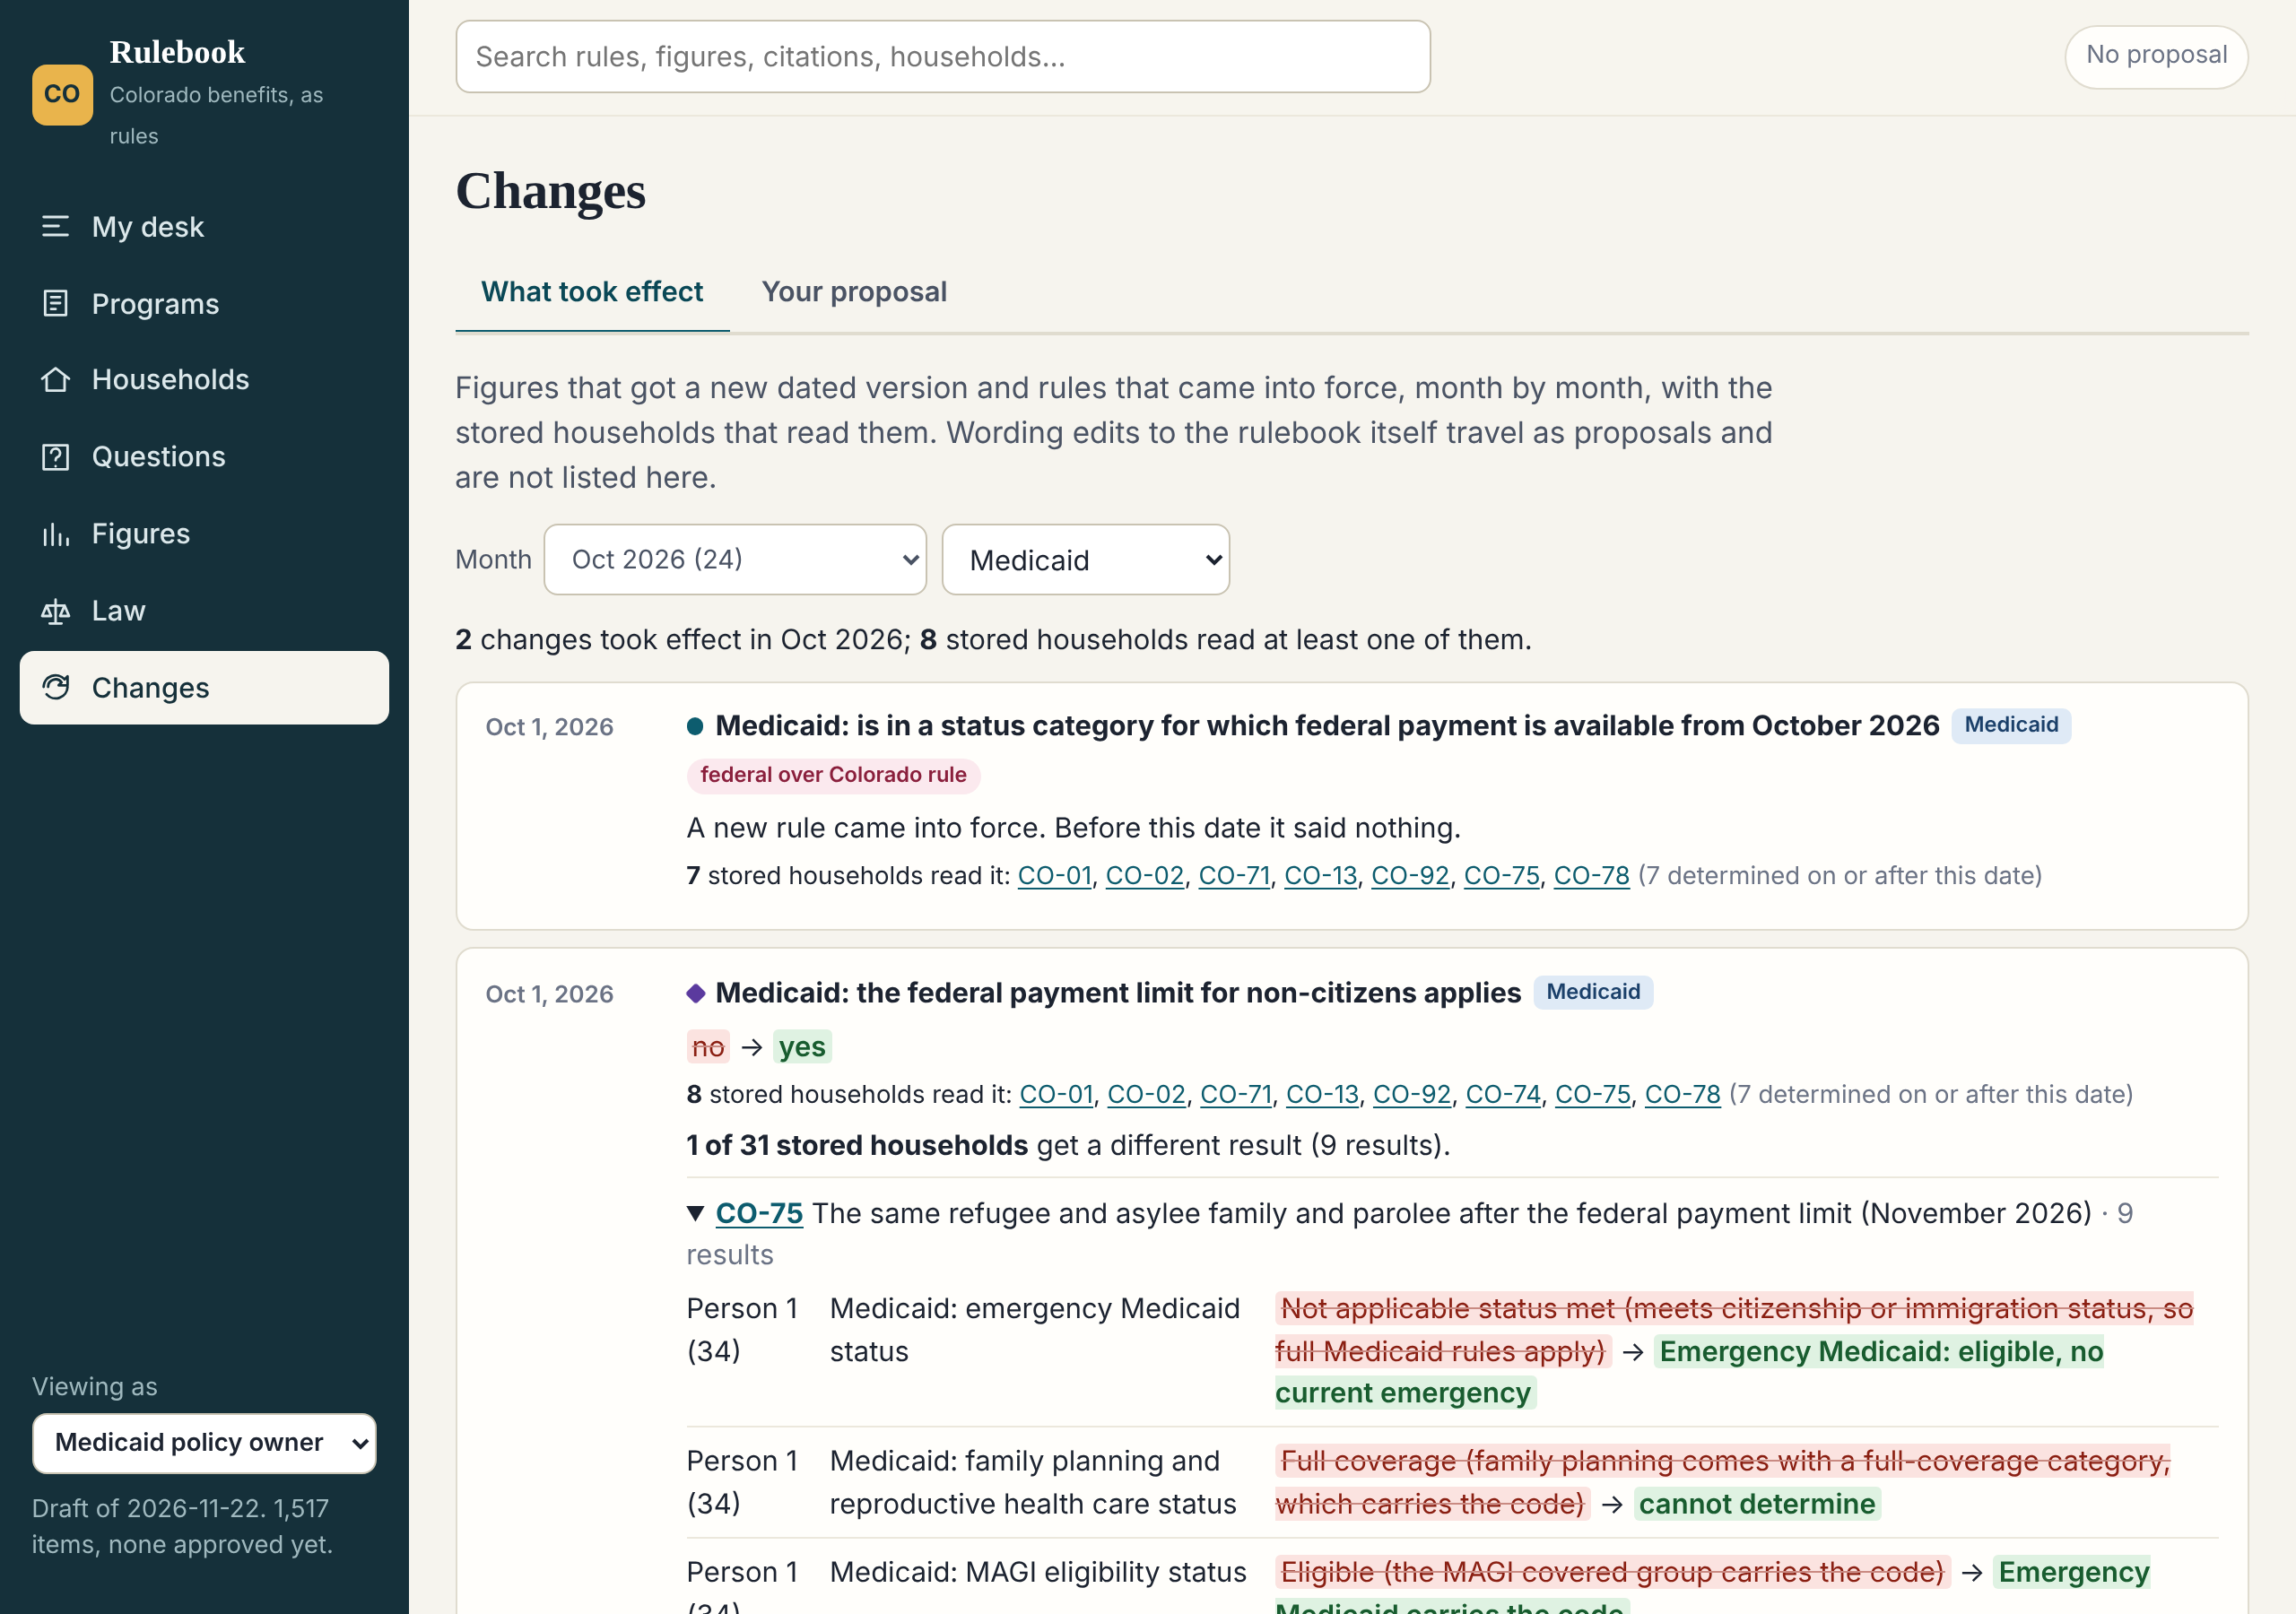 CO
Rulebook
Colorado benefits, as
rules
My desk
Programs
Households
Questions
Figures
Law
Changes
Viewing as
Medicaid policy owner
Draft of 2026-11-22. 1,517
items, none approved yet.
Search rules, figures, citations, households...
No proposal
Changes
What took effect
Your proposal
Figures that got a new dated version and rules that came into force, month by month, with the
stored households that read them. Wording edits to the rulebook itself travel as proposals and
are not listed here.
Month
Oct 2026 (24)
Medicaid
2 changes took effect in Oct 2026; 8 stored households read at least one of them.
Oct 1, 2026
Medicaid: is in a status category for which federal payment is available from October 2026 Medicaid
federal over Colorado rule
A new rule came into force. Before this date it said nothing.
7 stored households read it: CO-01, CO-02, CO-71, CO-13, CO-92, CO-75, CO-78 (7 determined on or after this date)
Oct 1, 2026
Medicaid: the federal payment limit for non-citizens applies Medicaid
no → yes
8 stored households read it: CO-01, CO-02, CO-71, CO-13, CO-92, CO-74, CO-75, CO-78 (7 determined on or after this date)
1 of 31 stored households get a different result (9 results).
▼ CO-75 The same refugee and asylee family and parolee after the federal payment limit (November 2026) · 9
results
Person 1
(34)
Medicaid: emergency Medicaid
status
Not applicable status met (meets citizenship or immigration status, so
full Medicaid rules apply) → Emergency Medicaid: eligible, no
current emergency
Person 1
(34)
Medicaid: family planning and
reproductive health care status
Full coverage (family planning comes with a full-coverage category,
which carries the code) → cannot determine
Person 1
(34)
Medicaid: MAGI eligibility status
Eligible (the MAGI covered group carries the code) → Emergency
Medicaid carries the code